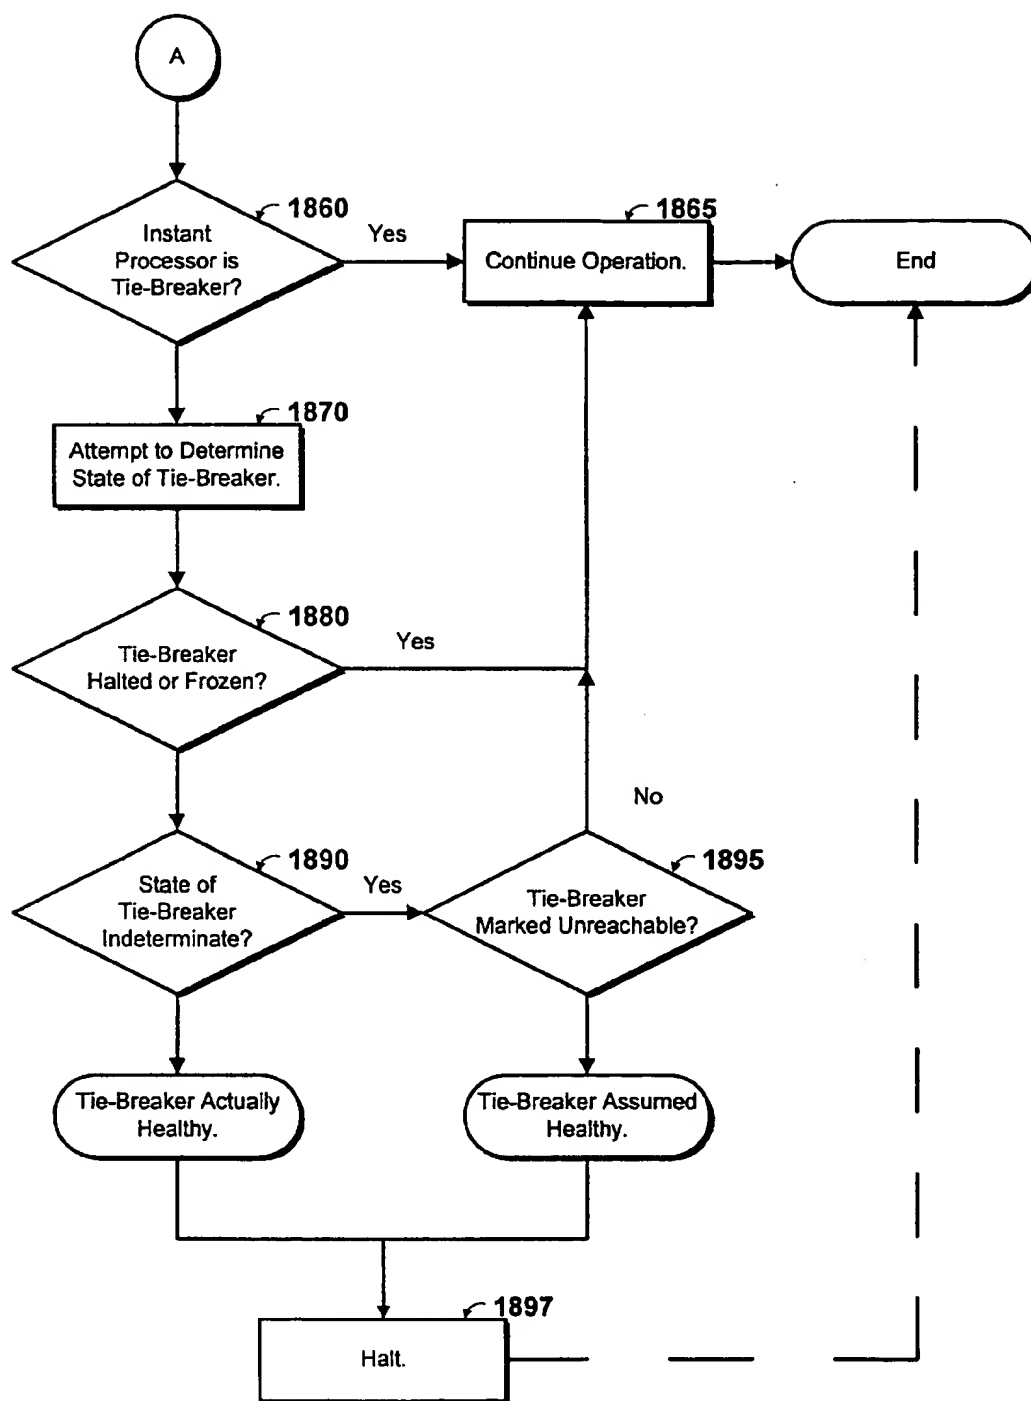 A
1860
Instant
Processor is
Tie-Breaker?
Yes
1865
Continue Operation.
End
1870
Attempt to Determine
State of Tie-Breaker.
1880
Tie-Breaker
Halted or Frozen?
Yes
No
1890
State of
Tie-Breaker
Indeterminate?
Yes
1895
Tie-Breaker
Marked Unreachable?
Tie-Breaker Actually
Healthy.
Tie-Breaker Assumed
Healthy.
1897
Halt.